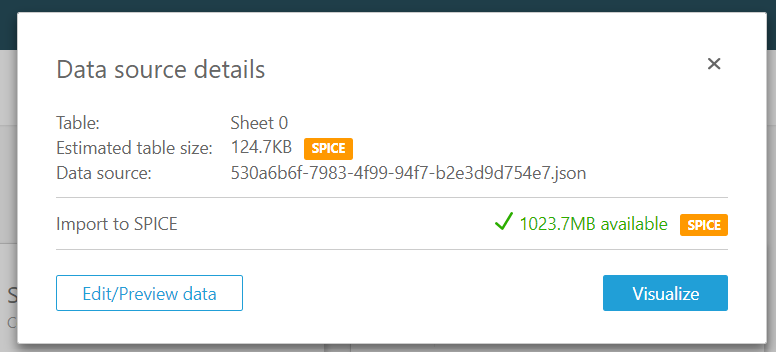 Data source details
Table: Sheet 0
Estimated table size: 124.7KB SPICE
Data source: 530a6b6f-7983-4f99-94f7-b2e3d9d754e7.json
Import to SPICE 1023.7MB available SPICE
Edit/Preview data Visualize
S
C